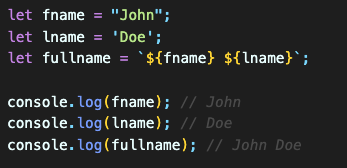 let fname = "John";
let lname = 'Doe';
let fullname = `${fname} ${lname}`;
console.log(fname); // John
console.log(lname); // Doe
console.log(fullname); // John Doe